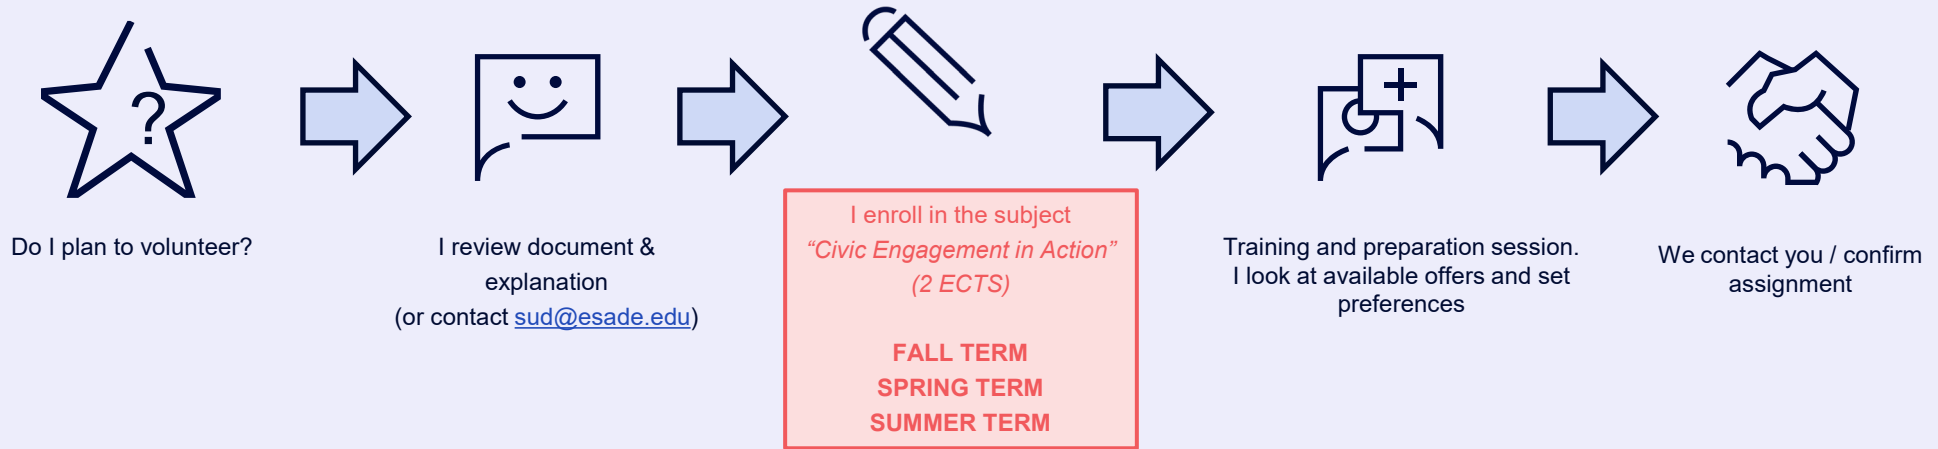 ?
Do I plan to volunteer?
I review document &
explanation
(or contact sud@esade.edu)
I enroll in the subject
“Civic Engagement in Action”
(2 ECTS)
FALL TERM
SPRING TERM
SUMMER TERM
Training and preparation session.
I look at available offers and set
preferences
We contact you / confirm
assignment